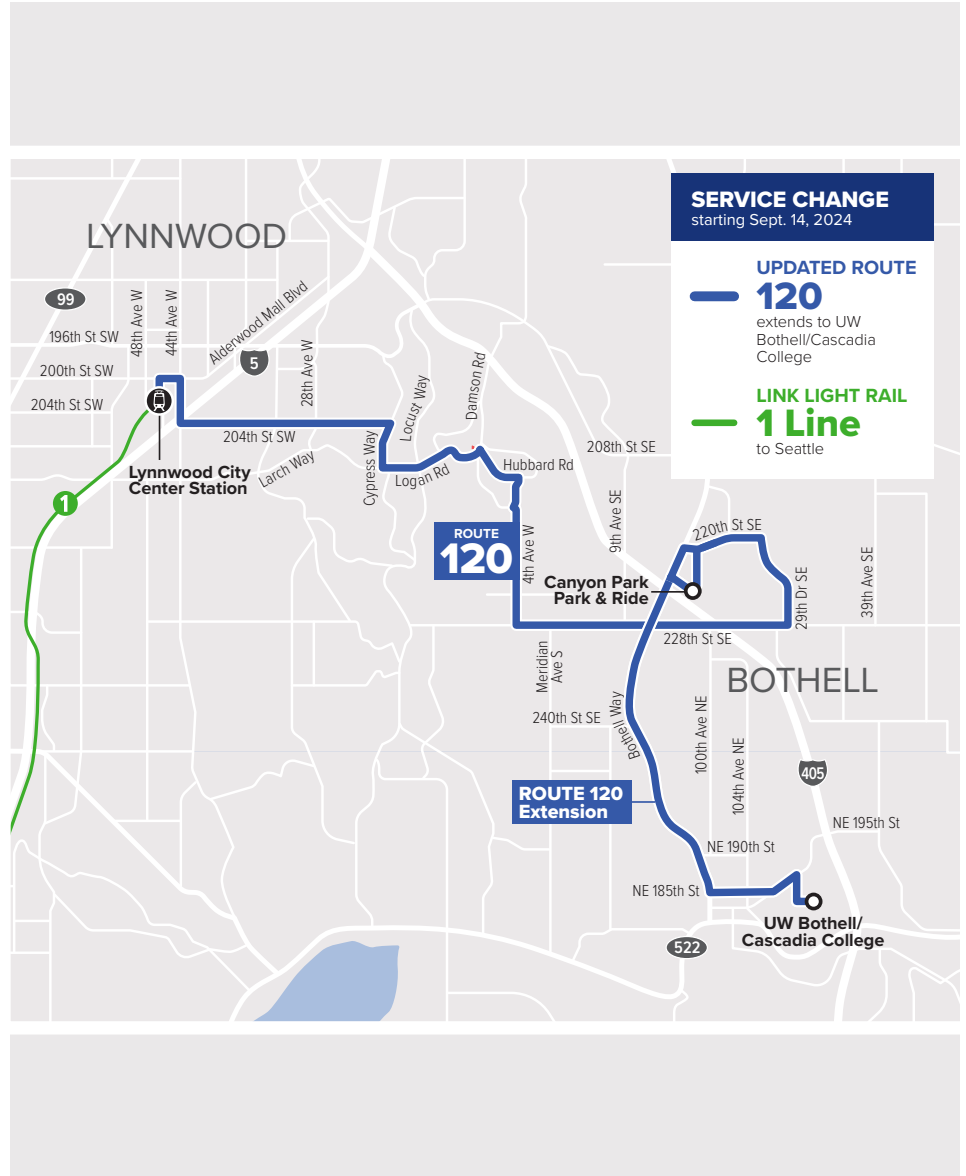 SERVICE CHANGE
starting Sept. 14, 2024
UPDATED ROUTE
120
extends to UW
Bothell/Cascadia
College
LINK LIGHT RAIL
1 Line
to Seattle
LYNNWOOD
99
48th Ave W
44th Ave W
Alderwood Mall Blvd
196th St SW
5
28th Ave W
200th St SW
204th St SW
204th St SW
Lynnwood City
Center Station
Larch Way
Cypress Way
Locust Way
Damson Rd
Logan Rd
Hubbard Rd
208th St SE
1
9th Ave SE
ROUTE
120
4th Ave W
220th St SE
Canyon Park
Park & Ride
29th Dr SE
39th Ave SE
228th St SE
Meridian
Ave S
BOTHELL
240th St SE
Bothell Way
100th Ave NE
104th Ave NE
405
ROUTE 120
Extension
NE 195th St
NE 190th St
NE 185th St
UW Bothell/
Cascadia College
522